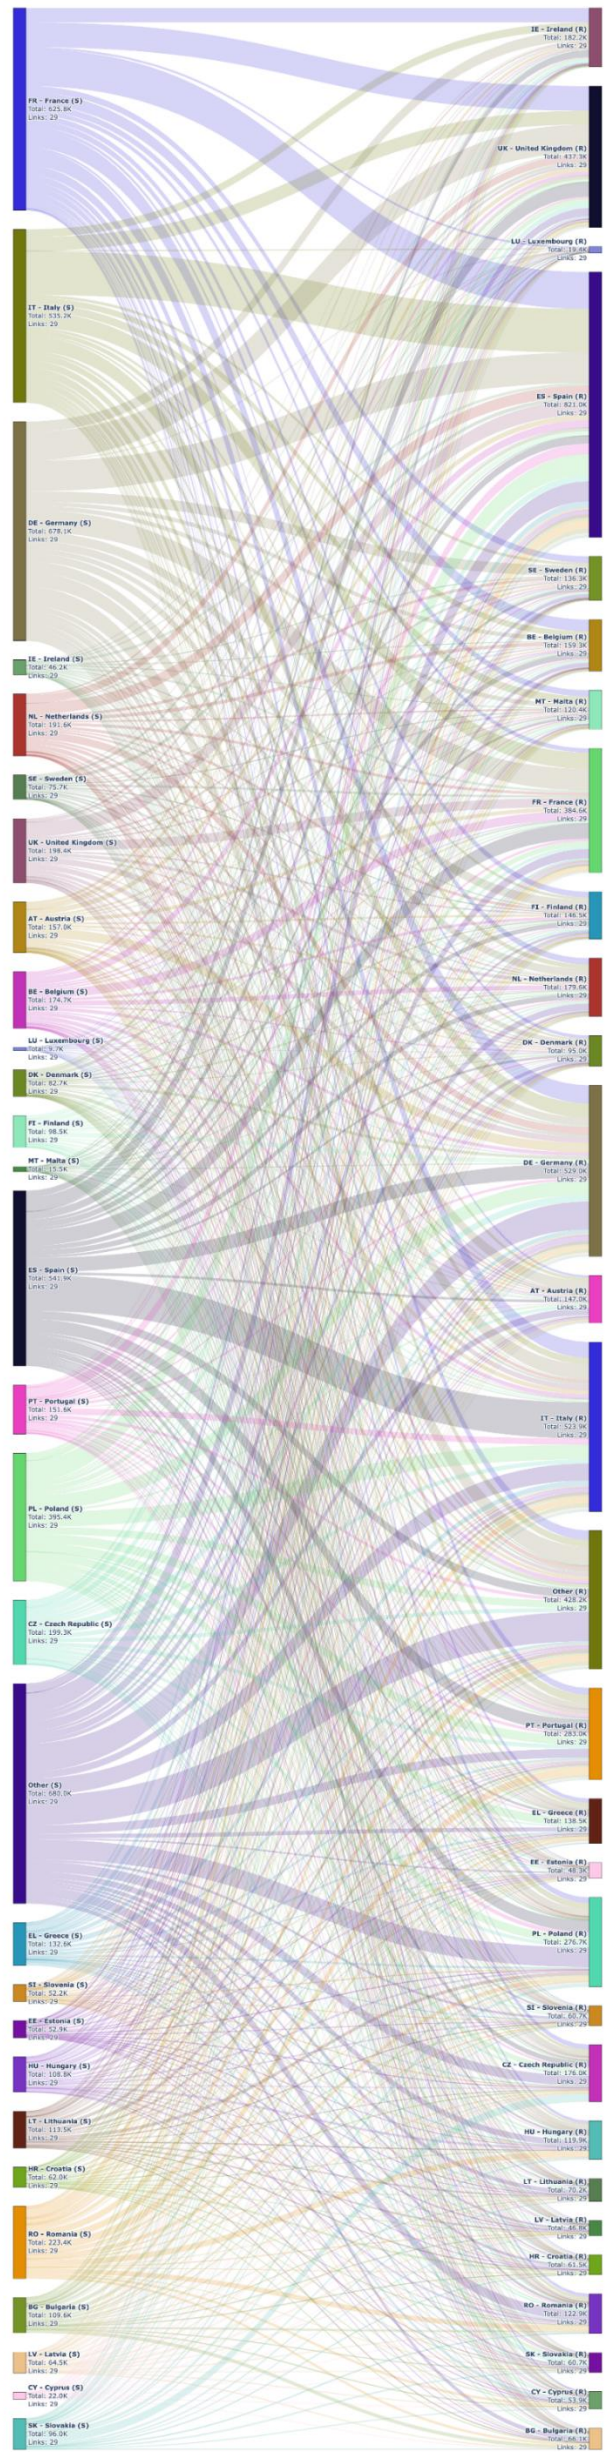 FR - France (S)
Total: 625.8K
Links: 29
IT - Italy (S)
Total: 535.2K
Links: 29
DE - Germany (S)
Total: 678.1K
Links: 29
IE - Ireland (S)
Total: 46.2K
Links: 29
NL - Netherlands (S)
Total: 191.6K
Links: 29
SE - Sweden (S)
Total: 75.7K
Links: 29
UK - United Kingdom (S)
Total: 198.4K
Links: 29
AT - Austria (S)
Total: 157.0K
Links: 29
BE - Belgium (S)
Total: 174.7K
Links: 29
LU - Luxembourg (S)
Total: 9.7K
Links: 29
DK - Denmark (S)
Total: 82.7K
Links: 29
FI - Finland (S)
Total: 98.5K
Links: 29
MT - Malta (S)
Total: 15.5K
Links: 29
ES - Spain (S)
Total: 541.9K
Links: 29
PT - Portugal (S)
Total: 151.6K
Links: 29
PL - Poland (S)
Total: 395.4K
Links: 29
CZ - Czech Republic (S)
Total: 199.3K
Links: 29
Other (S)
Total: 680.0K
Links: 29
EL - Greece (S)
Total: 132.6K
Links: 29
SI - Slovenia (S)
Total: 52.2K
Links: 29
EE - Estonia (S)
Total: 52.9K
Links: 29
HU - Hungary (S)
Total: 108.8K
Links: 29
LT - Lithuania (S)
Total: 113.5K
Links: 29
HR - Croatia (S)
Total: 62.0K
Links: 29
RO - Romania (S)
Total: 223.4K
Links: 29
BG - Bulgaria (S)
Total: 109.6K
Links: 29
LV - Latvia (S)
Total: 64.5K
Links: 29
CY - Cyprus (S)
Total: 22.0K
Links: 29
SK - Slovakia (S)
Total: 96.0K
Links: 29
IE - Ireland (R)
Total: 182.2K
Links: 29
UK - United Kingdom (R)
Total: 437.3K
Links: 29
LU - Luxembourg (R)
Total: 19.4K
Links: 29
ES - Spain (R)
Total: 821.0K
Links: 29
SE - Sweden (R)
Total: 136.3K
Links: 29
BE - Belgium (R)
Total: 159.3K
Links: 29
MT - Malta (R)
Total: 120.4K
Links: 29
FR - France (R)
Total: 384.6K
Links: 29
FI - Finland (R)
Total: 146.5K
Links: 29
NL - Netherlands (R)
Total: 179.6K
Links: 29
DK - Denmark (R)
Total: 95.0K
Links: 29
DE - Germany (R)
Total: 529.0K
Links: 29
AT - Austria (R)
Total: 147.0K
Links: 29
IT - Italy (R)
Total: 523.9K
Links: 29
Other (R)
Total: 428.2K
Links: 29
PT - Portugal (R)
Total: 283.0K
Links: 29
EL - Greece (R)
Total: 138.5K
Links: 29
EE - Estonia (R)
Total: 48.3K
Links: 29
PL - Poland (R)
Total: 276.7K
Links: 29
SI - Slovenia (R)
Total: 60.7K
Links: 29
CZ - Czech Republic (R)
Total: 176.0K
Links: 29
HU - Hungary (R)
Total: 119.9K
Links: 29
LT - Lithuania (R)
Total: 70.2K
Links: 29
LV - Latvia (R)
Total: 46.8K
Links: 29
HR - Croatia (R)
Total: 61.5K
Links: 29
RO - Romania (R)
Total: 122.9K
Links: 29
SK - Slovakia (R)
Total: 60.7K
Links: 29
CY - Cyprus (R)
Total: 53.9K
Links: 29
BG - Bulgaria (R)
Total: 66.1K
Links: 29